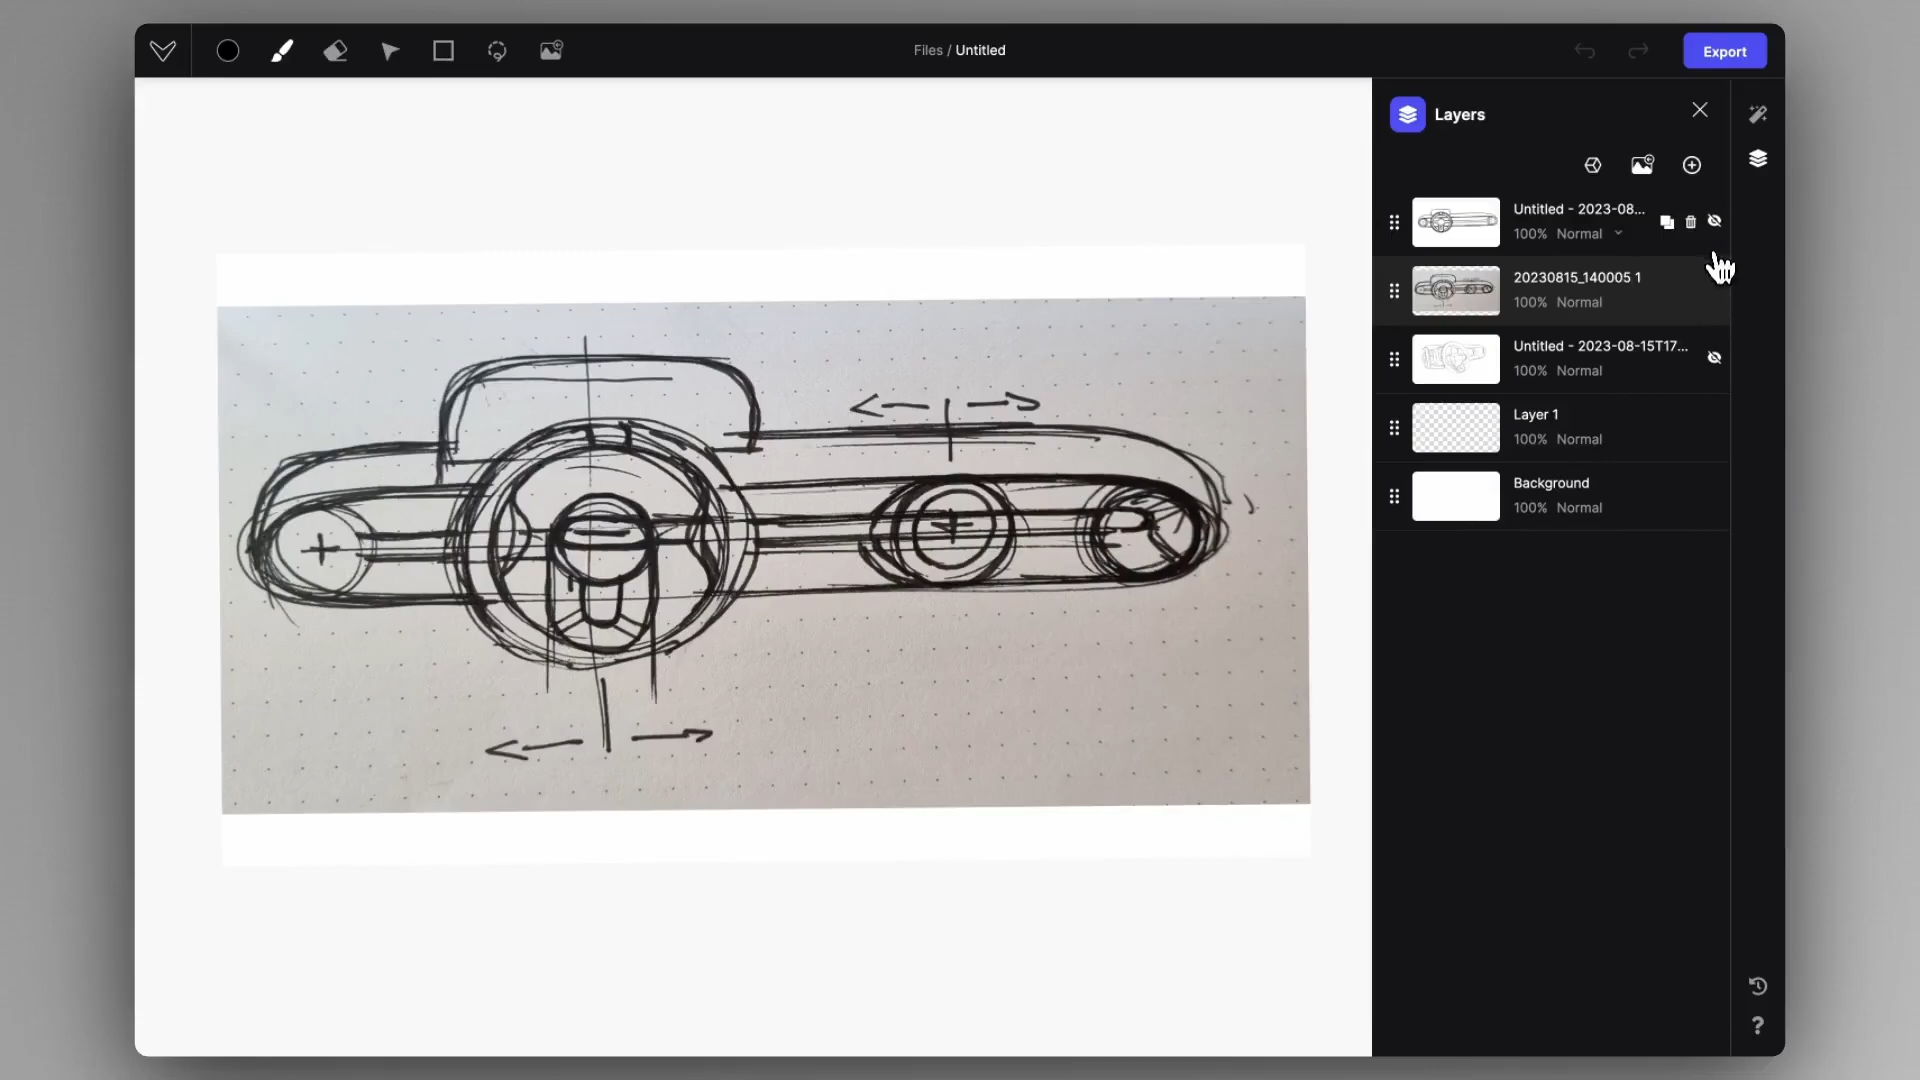 Files / Untitled
Export
Layers
Untitled - 2023-08...
100% Normal
20230815_140005 1
100% Normal
Untitled - 2023-08-15T17...
100% Normal
Layer 1
100% Normal
Background
100% Normal
?